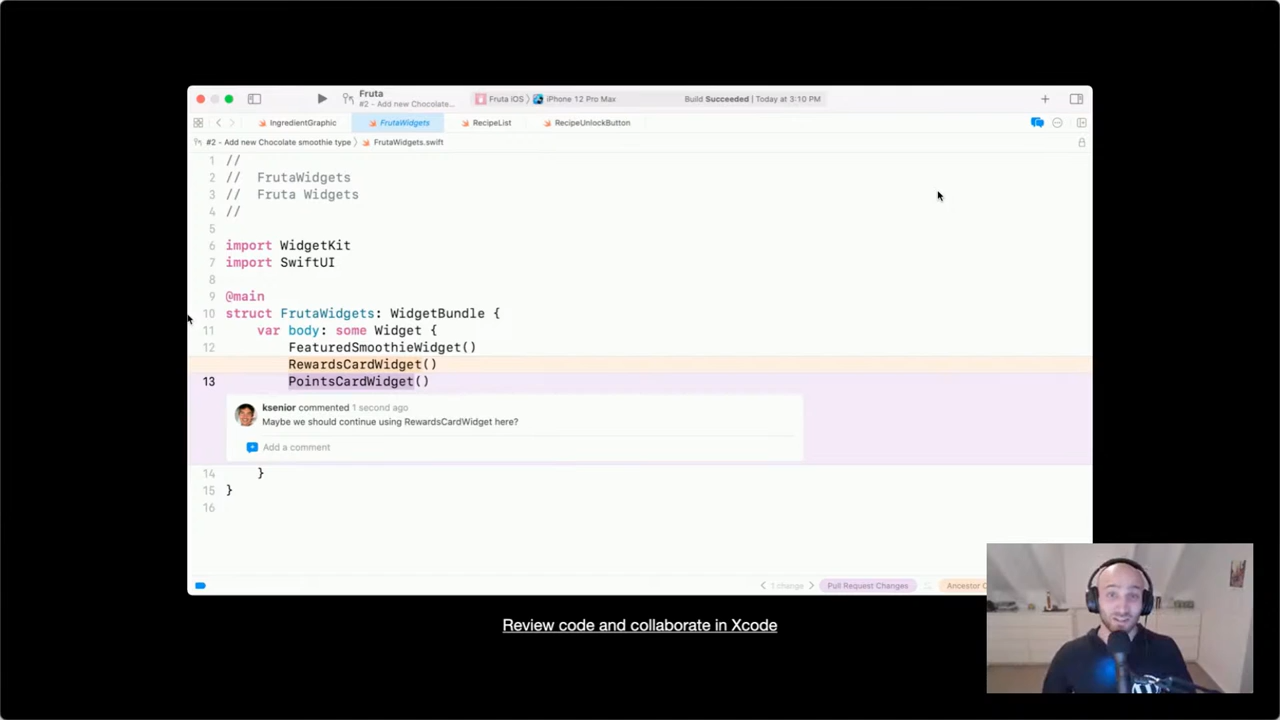 Fruta
#2 - Add new Chocolate...
Fruta iOS
iPhone 12 Pro Max
Build Succeeded | Today at 3:10 PM
IngredientGraphic
FrutaWidgets
RecipeList
RecipeUnlockButton
#2 - Add new Chocolate smoothie type
FrutaWidgets.swift
1 //
2 // FrutaWidgets
3 // Fruta Widgets
4 //
5
6 import WidgetKit
7 import SwiftUI
8
9 @main
10 struct FrutaWidgets: WidgetBundle {
11 var body: some Widget {
12 FeaturedSmoothieWidget()
RewardsCardWidget()
13 PointsCardWidget()
ksenior commented 1 second ago
Maybe we should continue using RewardsCardWidget here?
Add a comment
14 }
15 }
16
1 change
Pull Request Changes
Ancestor
Review code and collaborate in Xcode